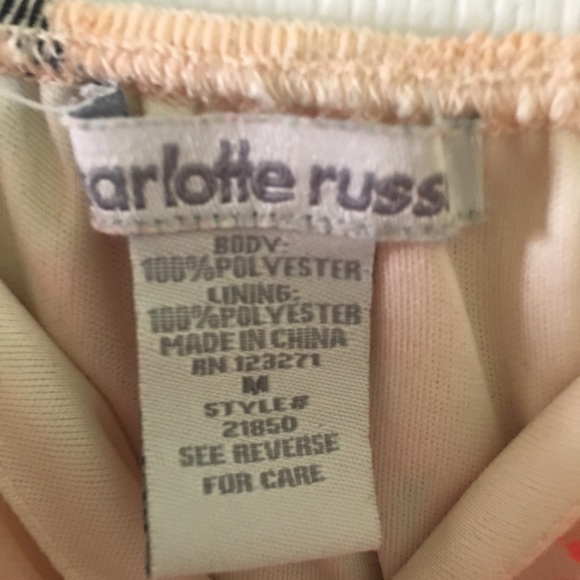 arlotte russ
BODY:
100%POLYESTER
LINING:
100%POLYESTER
MADE IN CHINA
RN 123271
M
STYLE#
21850
SEE REVERSE
FOR CARE